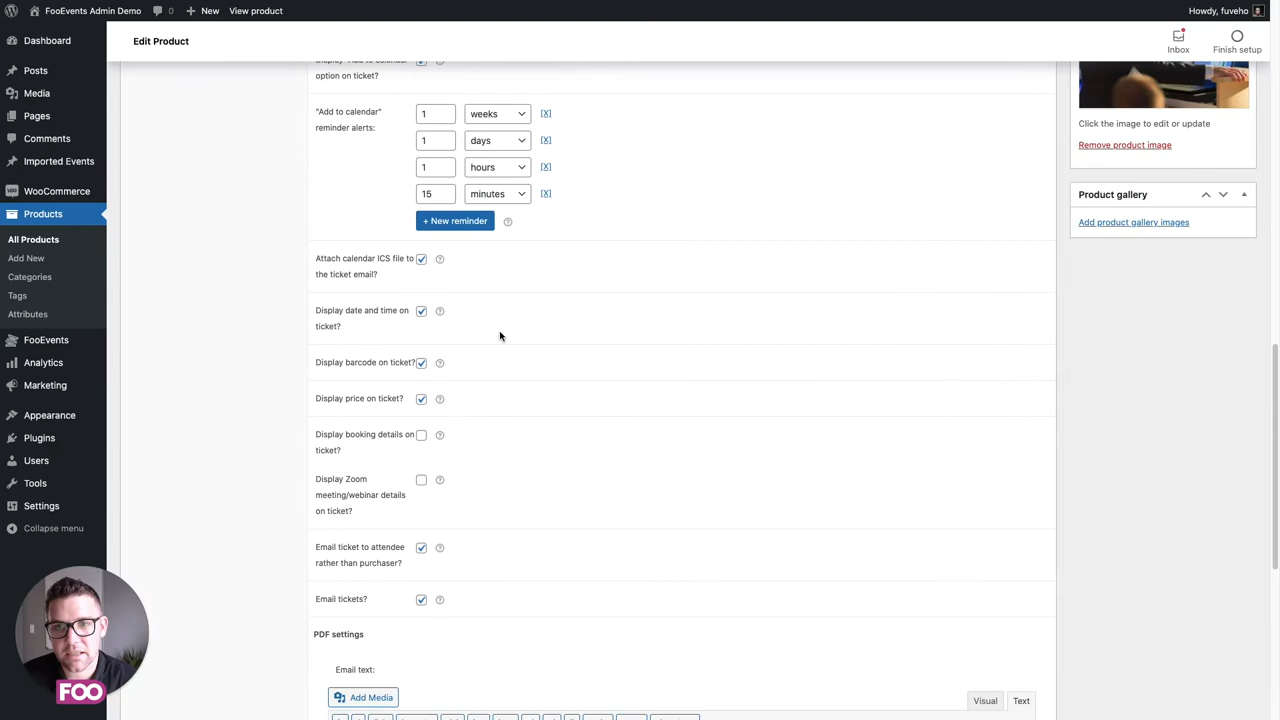 FooEvents Admin Demo
0
New
View product
Howdy, fuveho
Edit Product
Inbox
Finish setup
Dashboard
Posts
Media
Pages
Comments
Imported Events
WooCommerce
Products
All Products
Add New
Categories
Tags
Attributes
FooEvents
Analytics
Marketing
Appearance
Plugins
Users
Tools
Settings
Collapse menu
FOO
Display "Add to calendar"
option on ticket?
"Add to calendar"
reminder alerts:
1 weeks [X]
1 days [X]
1 hours [X]
15 minutes [X]
+ New reminder
Attach calendar ICS file to
the ticket email?
Display date and time on
ticket?
Display barcode on ticket?
Display price on ticket?
Display booking details on
ticket?
Display Zoom
meeting/webinar details
on ticket?
Email ticket to attendee
rather than purchaser?
Email tickets?
PDF settings
Email text:
Add Media
Visual
Text
Click the image to edit or update
Remove product image
Product gallery
Add product gallery images